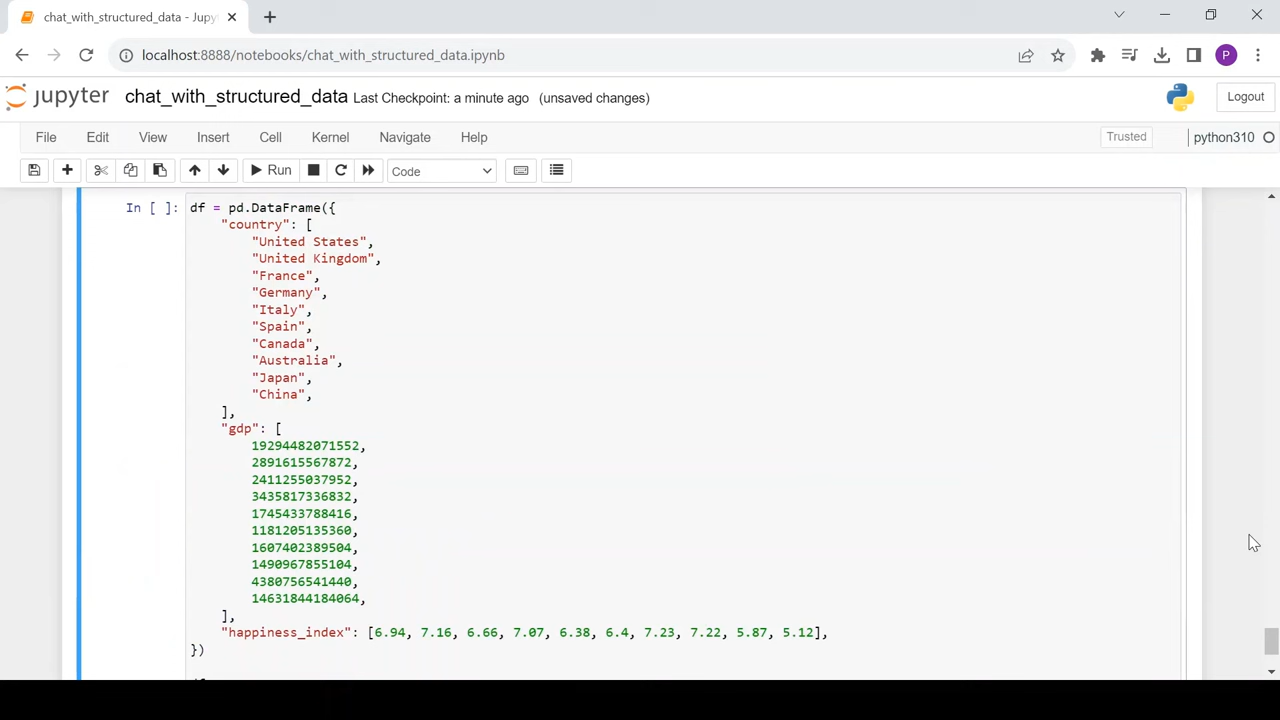 chat_with_structured_data - Jupy
localhost:8888/notebooks/chat_with_structured_data.ipynb
P
jupyter chat_with_structured_data Last Checkpoint: a minute ago (unsaved changes)
Logout
File Edit View Insert Cell Kernel Navigate Help
Trusted
python310
Run
Code
In [ ]: df = pd.DataFrame({
"country": [
"United States",
"United Kingdom",
"France",
"Germany",
"Italy",
"Spain",
"Canada",
"Australia",
"Japan",
"China",
],
"gdp": [
19294482071552,
2891615567872,
2411255037952,
3435817336832,
1745433788416,
1181205135360,
1607402389504,
1490967855104,
4380756541440,
14631844184064,
],
"happiness_index": [6.94, 7.16, 6.66, 7.07, 6.38, 6.4, 7.23, 7.22, 5.87, 5.12],
})